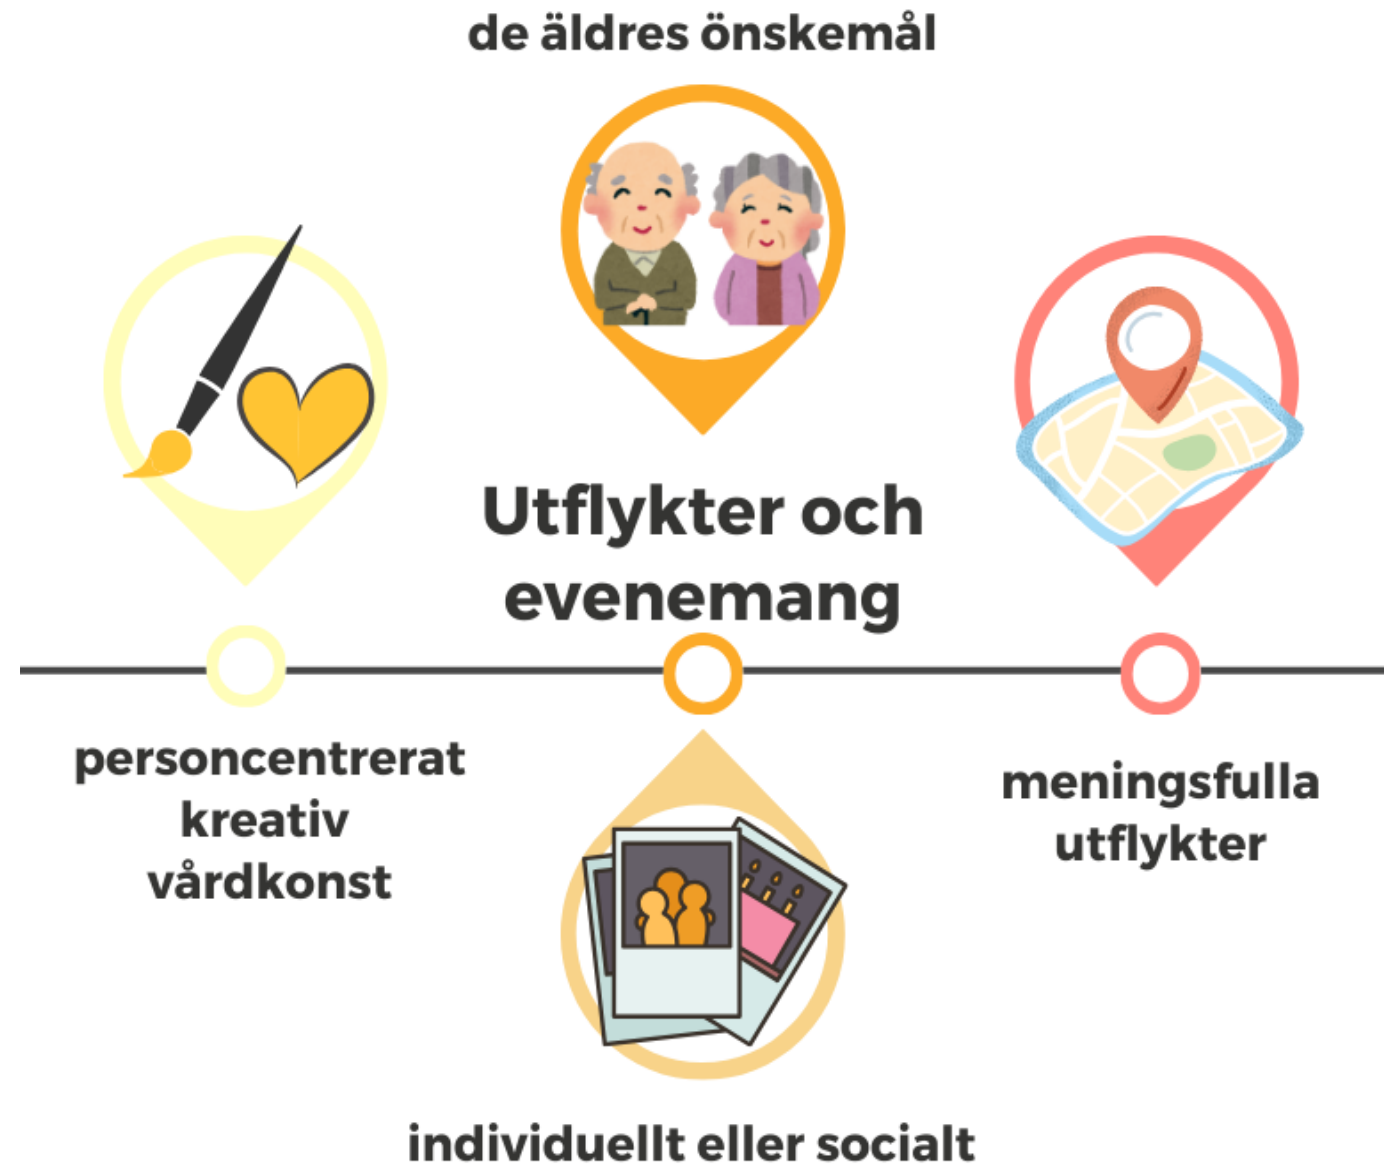 de äldres önskemål
Utflykter och
evenemang
personcentrerat
kreativ
vårdkonst
meningsfulla
utflykter
individuellt eller socialt